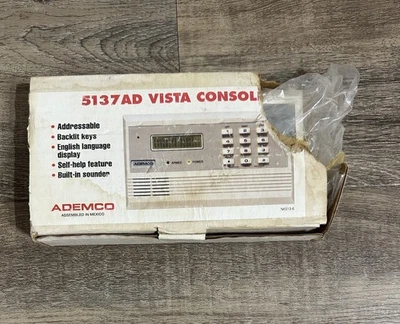 5137AD VISTA CONSOL
• Addressable
• Backlit keys
• English language
display
• Self-help feature
• Built-in sounder
ADEMCO
ADEMCO
ASSEMBLED IN MEXICO